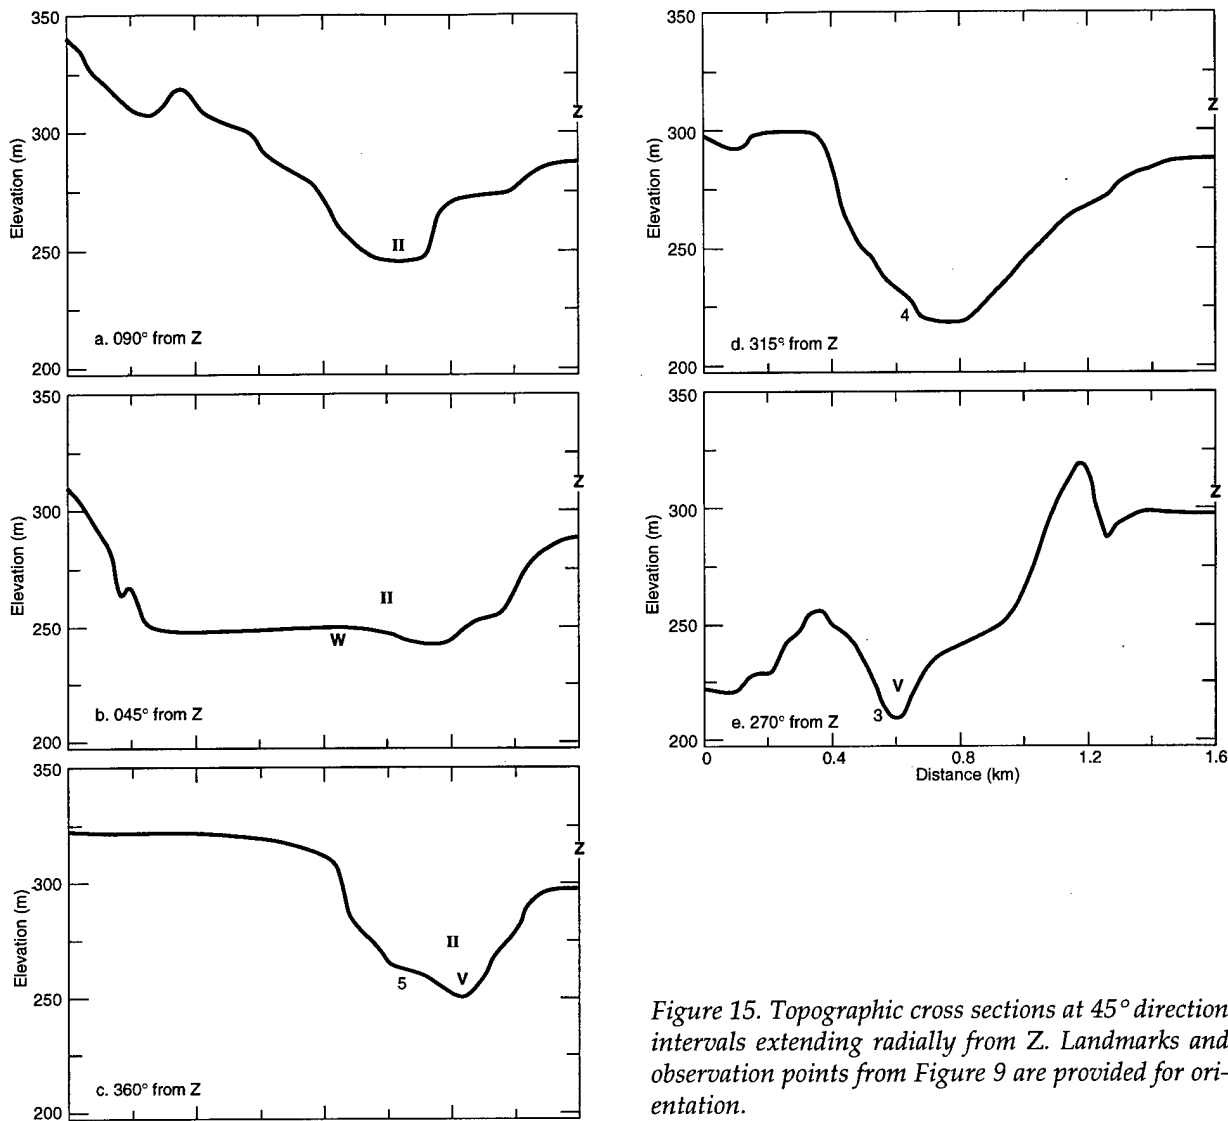 350
300
250
200
Elevation (m)
Z
II
a. 090° from Z
350
300
250
200
Elevation (m)
Z
II
W
b. 045° from Z
350
300
250
200
Elevation (m)
Z
II
5
V
c. 360° from Z
350
300
250
200
Elevation (m)
Z
4
d. 315° from Z
350
300
250
200
Elevation (m)
Z
V
3
e. 270° from Z
0 0.4 0.8 1.2 1.6
Distance (km)
Figure 15. Topographic cross sections at 45° direction
intervals extending radially from Z. Landmarks and
observation points from Figure 9 are provided for ori-
entation.